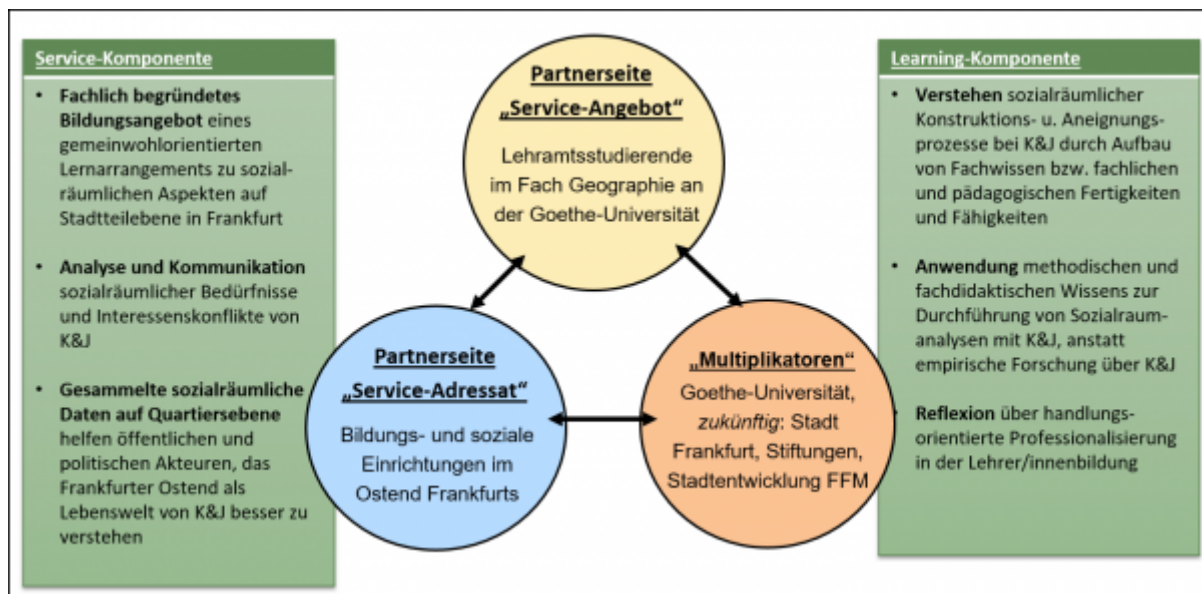 Service-Komponente
• Fachlich begründetes
Bildungsangebot eines
gemeinwohlorientierten
Lernarrangements zu sozial-
räumlichen Aspekten auf
Stadtteilebene in Frankfurt
• Analyse und Kommunikation
sozialräumlicher Bedürfnisse
und Interessenskonflikte von
K&J
• Gesammelte sozialräumliche
Daten auf Quartiersebene
helfen öffentlichen und
politischen Akteuren, das
Frankfurter Ostend als
Lebenswelt von K&J besser zu
verstehen
Partnerseite
„Service-Angebot“
Lehramtsstudierende
im Fach Geographie an
der Goethe-Universität
Partnerseite
„Service-Adressat“
Bildungs- und soziale
Einrichtungen im
Ostend Frankfurts
„Multiplikatoren“
Goethe-Universität,
zukünftig: Stadt
Frankfurt, Stiftungen,
Stadtentwicklung FFM
Learning-Komponente
• Verstehen sozialräumlicher
Konstruktions- u. Aneignungs-
prozesse bei K&J durch Aufbau
von Fachwissen bzw. fachlichen
und pädagogischen Fertigkeiten
und Fähigkeiten
• Anwendung methodischen und
fachdidaktischen Wissens zur
Durchführung von Sozialraum-
analysen mit K&J, anstatt
empirische Forschung über K&J
• Reflexion über handlungs-
orientierte Professionalisierung
in der Lehrer/innenbildung